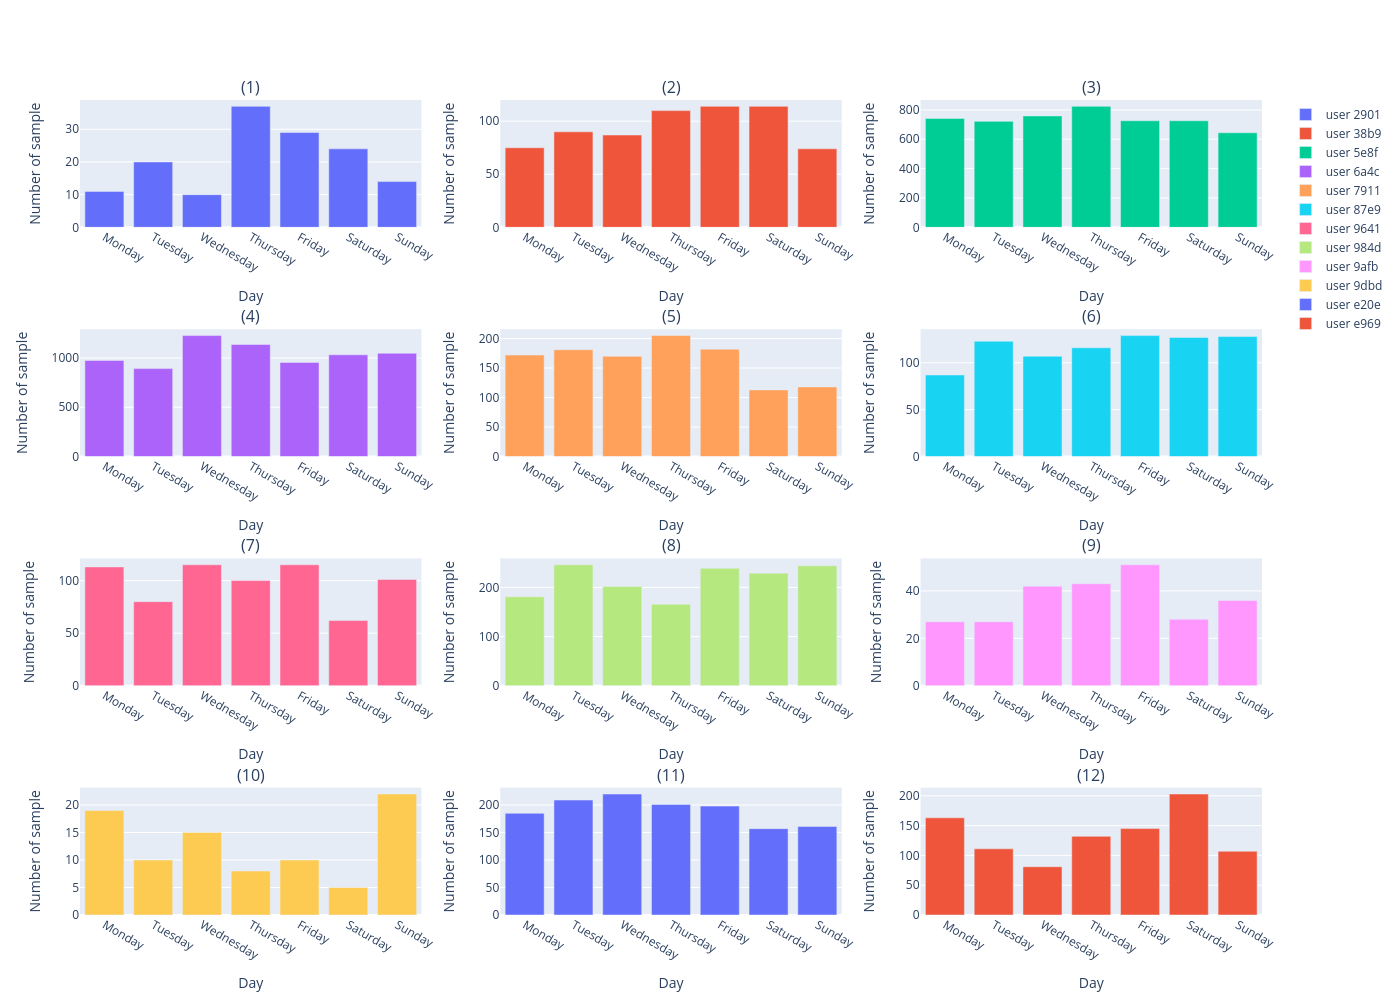 (1)
(2)
(3)
Number of sample
30
20
10
0
Monday
Tuesday
Wednesday
Thursday
Friday
Saturday
Sunday
Day
Number of sample
100
50
0
Monday
Tuesday
Wednesday
Thursday
Friday
Saturday
Sunday
Number of sample
800
600
400
200
0
Monday
Tuesday
Wednesday
Thursday
Friday
Saturday
Sunday
Day
user 2901
user 38b9
user 5e8f
user 6a4c
user 7911
user 87e9
user 9641
user 984d
user 9afb
user 9dbd
user e20e
user e969
(4)
Day
(5)
(6)
Number of sample
1000
500
0
Monday
Tuesday
Wednesday
Thursday
Friday
Saturday
Sunday
Day
Number of sample
200
150
100
50
0
Monday
Tuesday
Wednesday
Thursday
Friday
Saturday
Sunday
Day
Number of sample
100
50
0
Monday
Tuesday
Wednesday
Thursday
Friday
Saturday
Sunday
Day
(7)
(8)
(9)
Number of sample
100
50
0
Monday
Tuesday
Wednesday
Thursday
Friday
Saturday
Sunday
Day
Number of sample
200
100
0
Monday
Tuesday
Wednesday
Thursday
Friday
Saturday
Sunday
Day
Number of sample
40
20
0
Monday
Tuesday
Wednesday
Thursday
Friday
Saturday
Sunday
Day
(10)
(11)
(12)
Number of sample
20
15
10
5
0
Monday
Tuesday
Wednesday
Thursday
Friday
Saturday
Sunday
Day
Number of sample
200
150
100
50
0
Monday
Tuesday
Wednesday
Thursday
Friday
Saturday
Sunday
Day
Number of sample
200
150
100
50
0
Monday
Tuesday
Wednesday
Thursday
Friday
Saturday
Sunday
Day